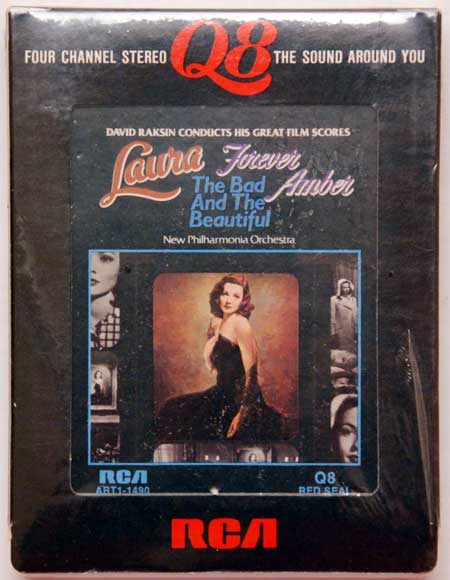 FOUR CHANNEL STEREO Q8 THE SOUND AROUND YOU
DAVID RAKSIN CONDUCTS HIS GREAT FILM SCORES
Laura Forever Amber
The Bad
And The
Beautiful
New Philharmonia Orchestra
RCA Q8
ART1-1490 RED SEAL
RCA